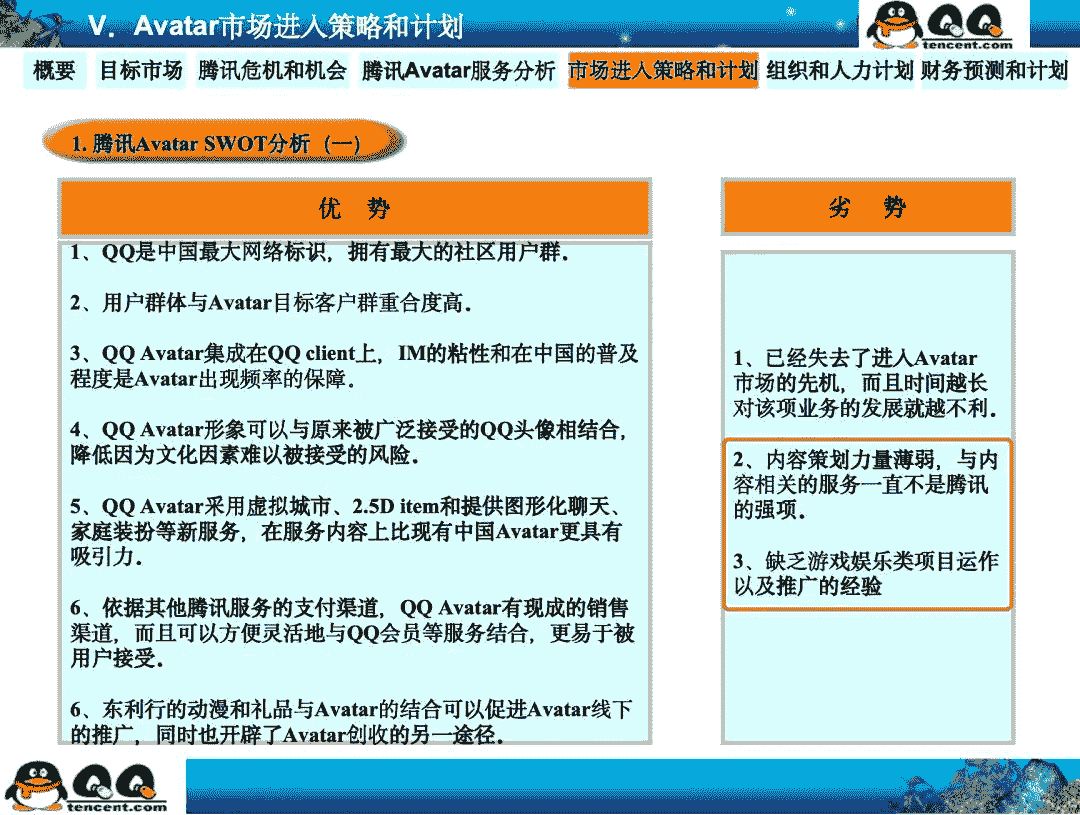 V．Avatar市场进入策略和计划
QQ
tencent.com
概要 目标市场 腾讯危机和机会 腾讯Avatar服务分析 市场进入策略和计划 组织和人力计划 财务预测和计划
1. 腾讯Avatar SWOT分析（一）
优 势
1、QQ是中国最大网络标识，拥有最大的社区用户群．
2、用户群体与Avatar目标客户群重合度高．
3、QQ Avatar集成在QQ client上，IM的粘性和在中国的普及
程度是Avatar出现频率的保障．
4、QQ Avatar形象可以与原来被广泛接受的QQ头像相结合，
降低因为文化因素难以被接受的风险．
5、QQ Avatar采用虚拟城市、2.5D item和提供图形化聊天、
家庭装扮等新服务，在服务内容上比现有中国Avatar更具有
吸引力．
6、依据其他腾讯服务的支付渠道，QQ Avatar有现成的销售
渠道，而且可以方便灵活地与QQ会员等服务结合，更易于被
用户接受．
6、东利行的动漫和礼品与Avatar的结合可以促进Avatar线下
的推广，同时也开辟了Avatar创收的另一途径．
劣 势
1、已经失去了进入Avatar
市场的先机，而且时间越长
对该项业务的发展就越不利．
2、内容策划力量薄弱，与内
容相关的服务一直不是腾讯
的强项．
3、缺乏游戏娱乐类项目运作
以及推广的经验
QQ
tencent.com